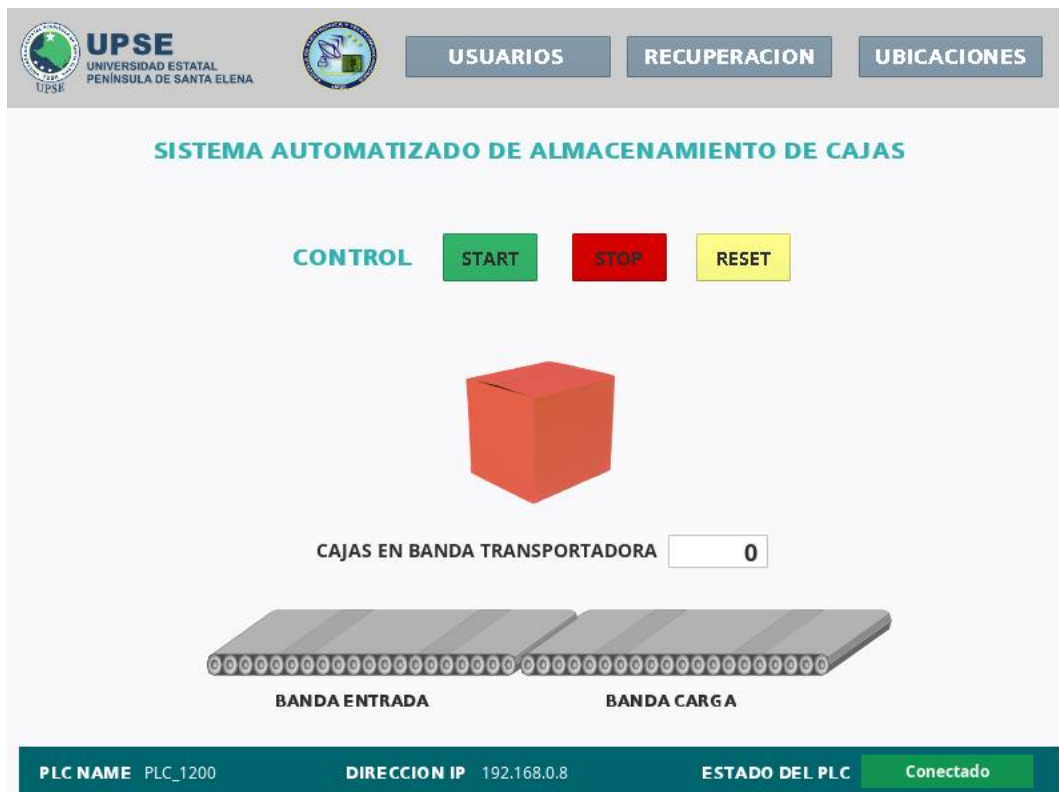 UPSE
UNIVERSIDAD ESTATAL
PENÍNSULA DE SANTA ELENA
UPSE
USUARIOS
RECUPERACION
UBICACIONES
SISTEMA AUTOMATIZADO DE ALMACENAMIENTO DE CAJAS
CONTROL START STOP RESET
CAJAS EN BANDA TRANSPORTADORA 0
BANDA ENTRADA BANDA CARGA
PLC NAME PLC_1200 DIRECCION IP 192.168.0.8 ESTADO DEL PLC Conectado